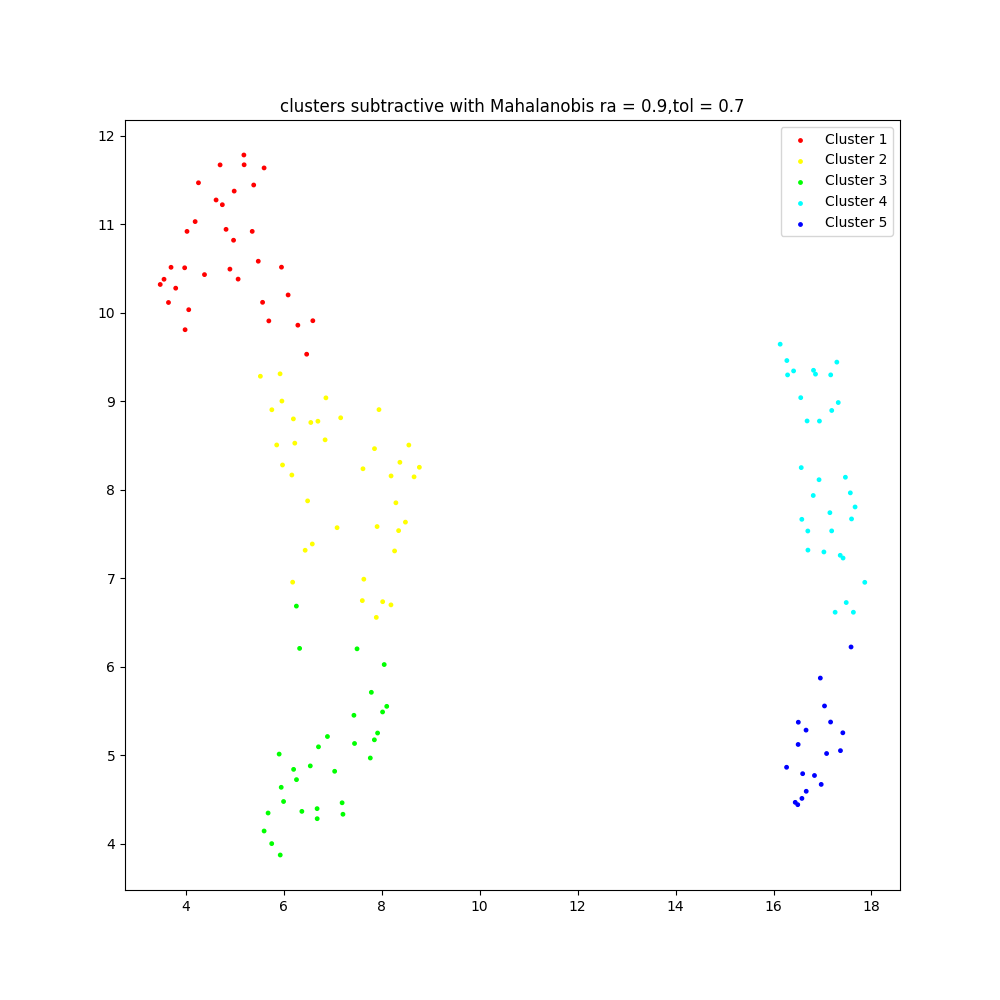 clusters subtractive with Mahalanobis ra = 0.9,tol = 0.7
12
11
10
9
8
7
6
5
4
4 6 8 10 12 14 16 18
Cluster 1
Cluster 2
Cluster 3
Cluster 4
Cluster 5